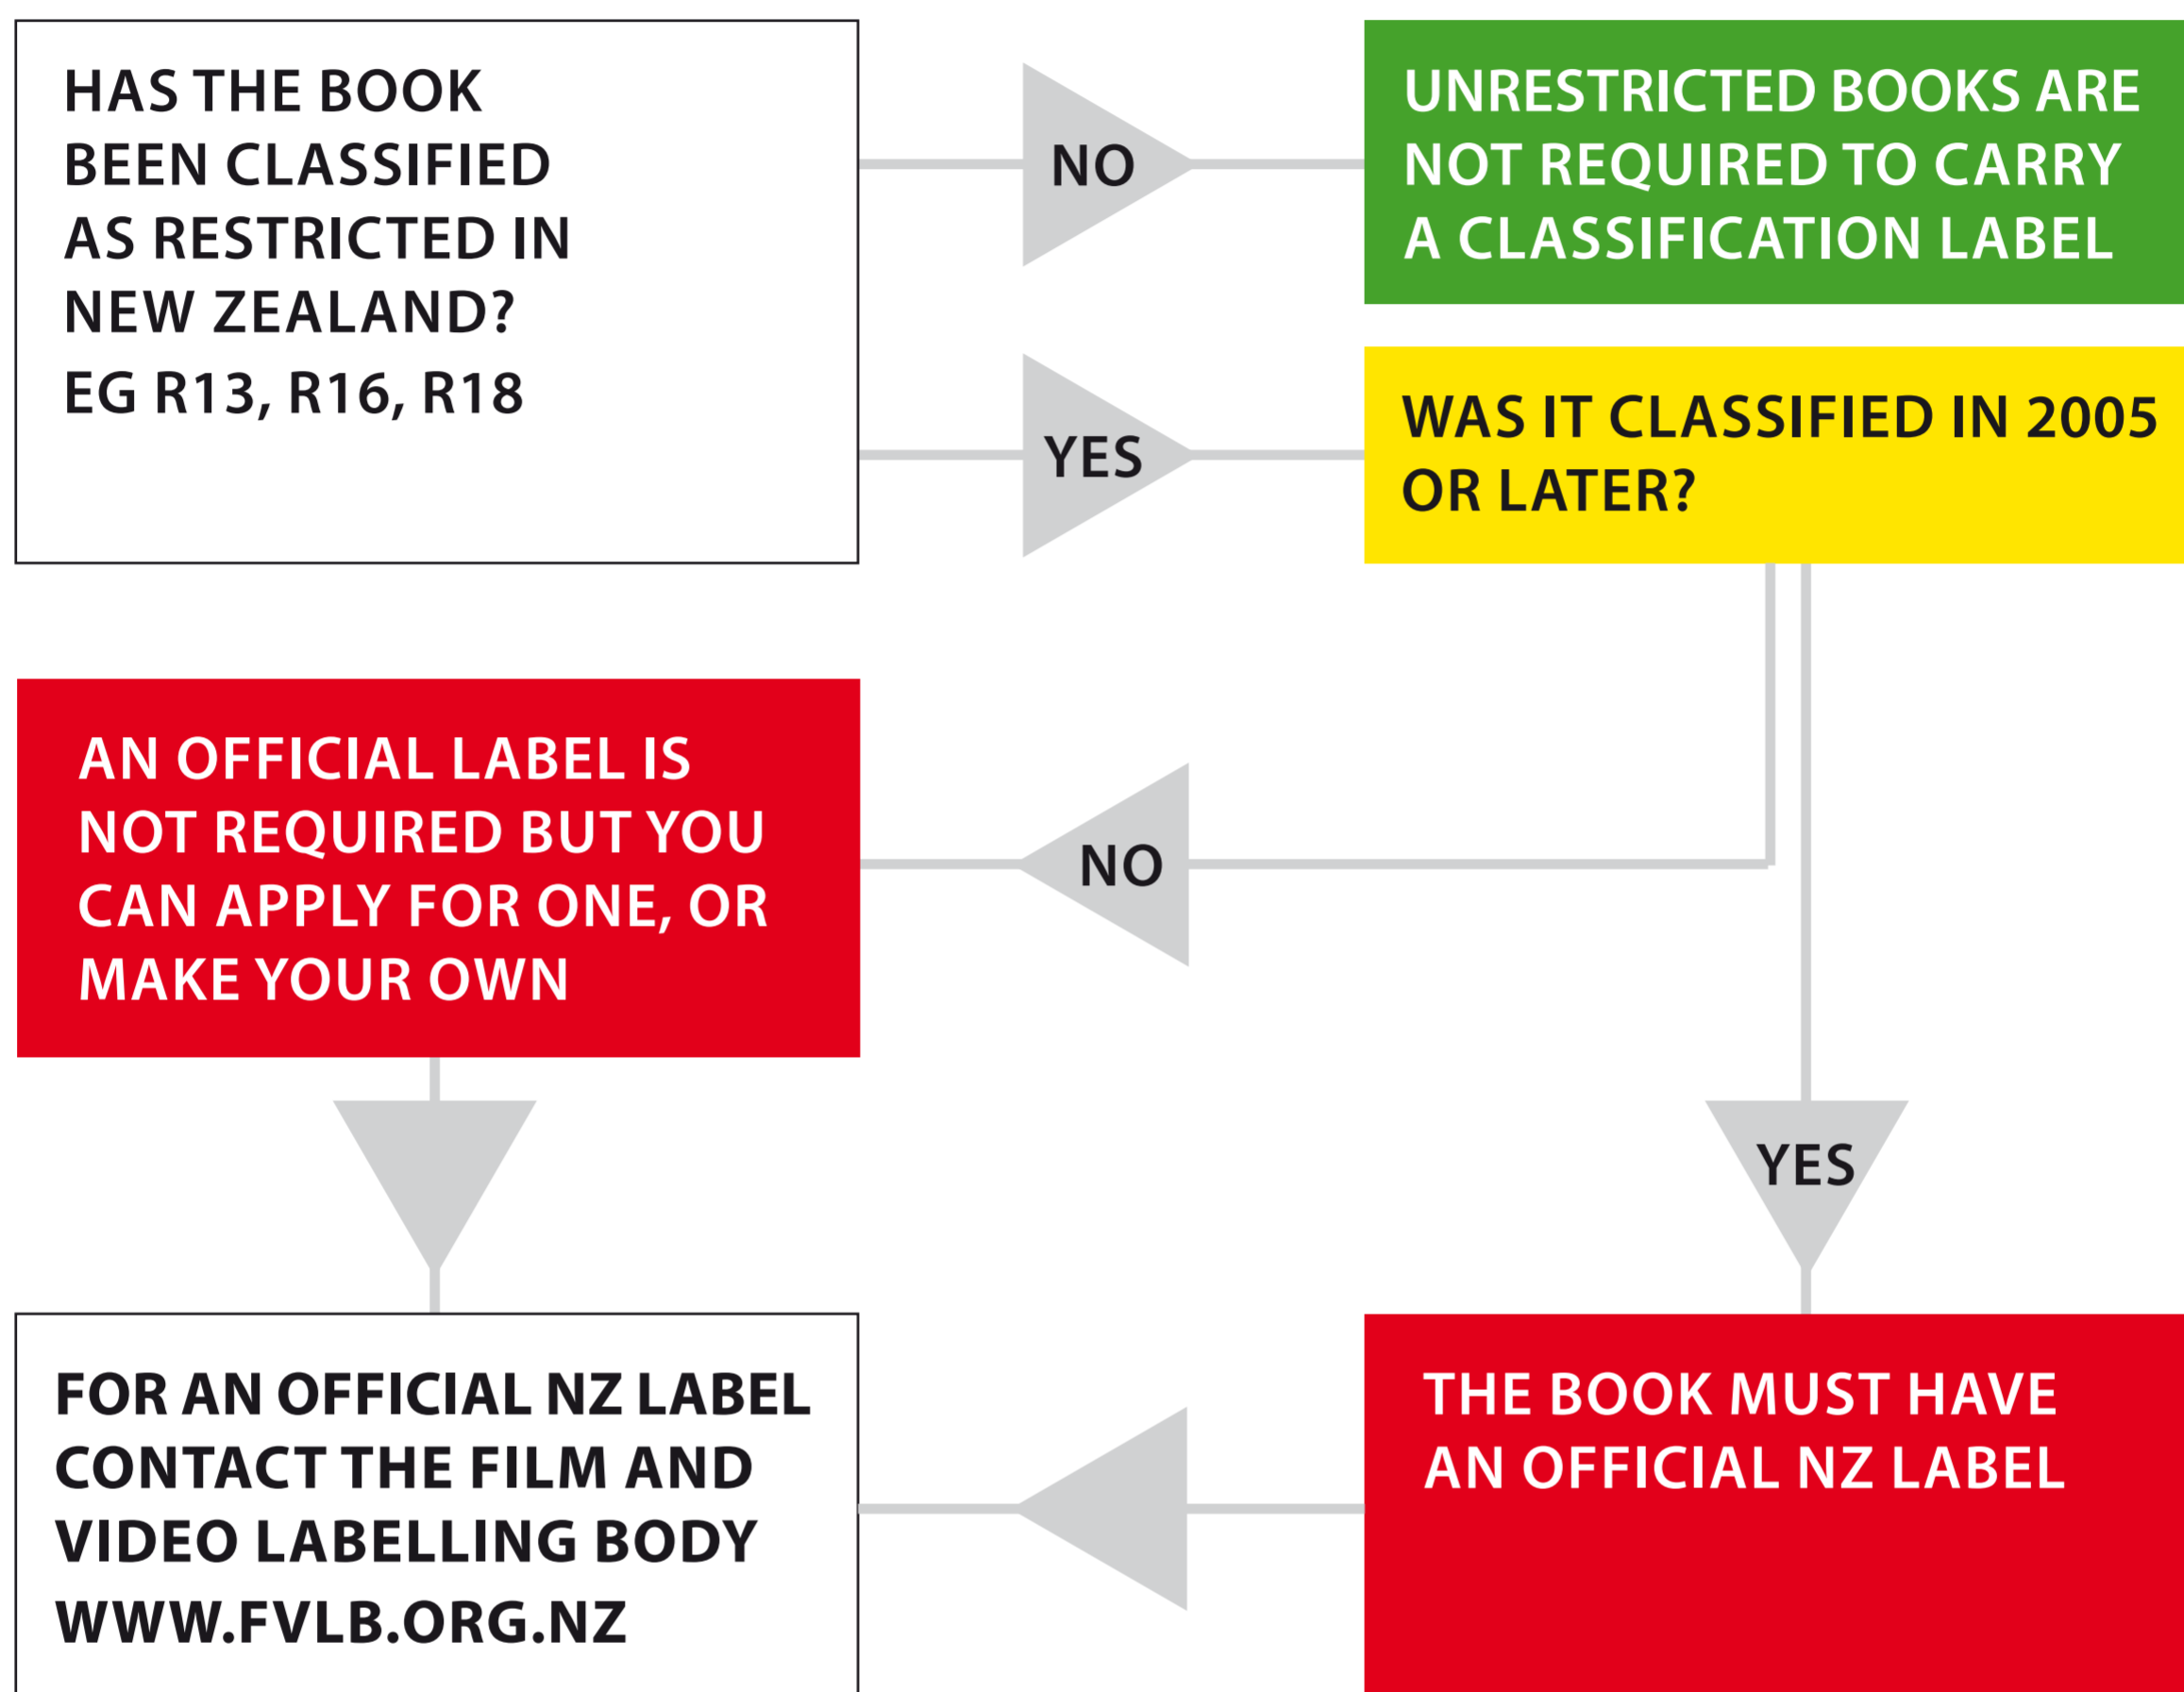 HAS THE BOOK
BEEN CLASSIFIED
AS RESTRICTED IN
NEW ZEALAND?
EG R13, R16, R18
NO
UNRESTRICTED BOOKS ARE
NOT REQUIRED TO CARRY
A CLASSIFICATION LABEL
YES
WAS IT CLASSIFIED IN 2005
OR LATER?
NO
AN OFFICIAL LABEL IS
NOT REQUIRED BUT YOU
CAN APPLY FOR ONE, OR
MAKE YOUR OWN
YES
THE BOOK MUST HAVE
AN OFFICIAL NZ LABEL
FOR AN OFFICIAL NZ LABEL
CONTACT THE FILM AND
VIDEO LABELLING BODY
WWW.FVLB.ORG.NZ